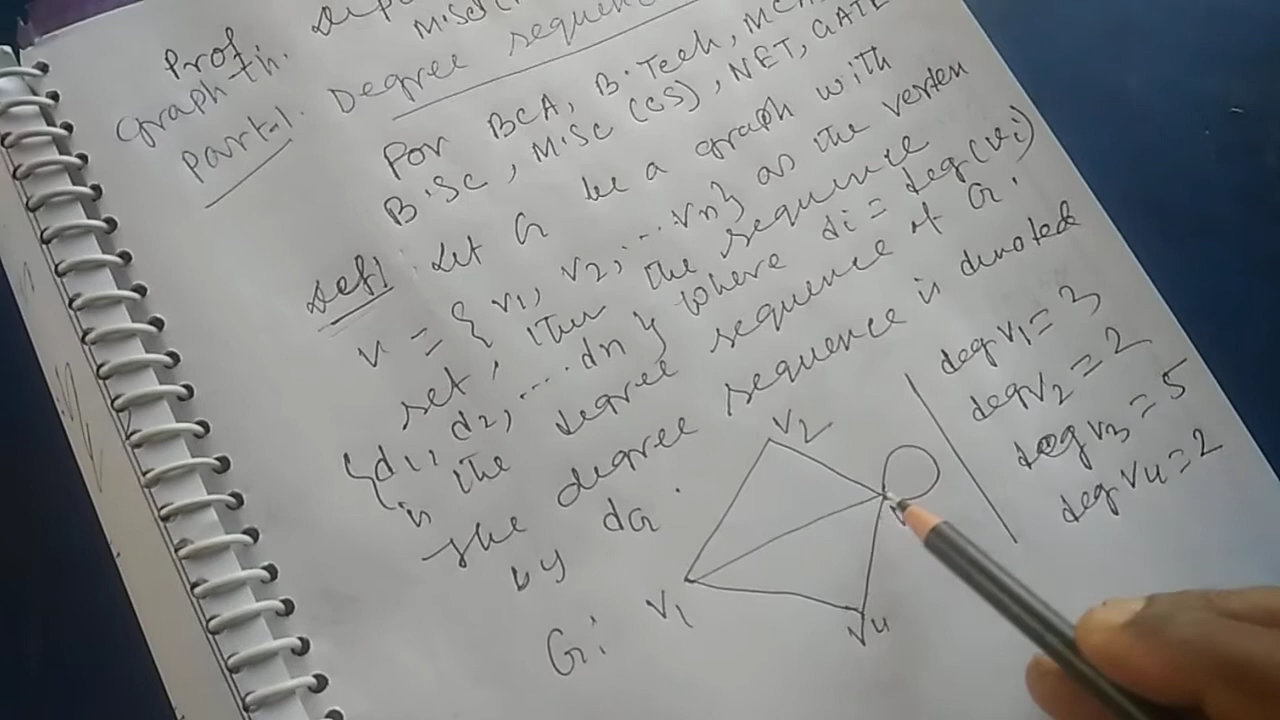 Prof
M.Sc
graph th.
Part-1. Degree sequen
For BCA, B.Tech, MCA
B.Sc, M.Sc (CS), NET, GATE
Def1: Let G be a graph with
V = { v1, v2, ... vn} as the vertex
set, then the sequence
{d1, d2, ... dn} where di = deg(vi)
is the degree sequence of G.
The degree sequence is denoted
by dG.
G:
V1
V2
V4
deg V1 = 3
deg V2 = 2
deg V3 = 5
deg V4 = 2